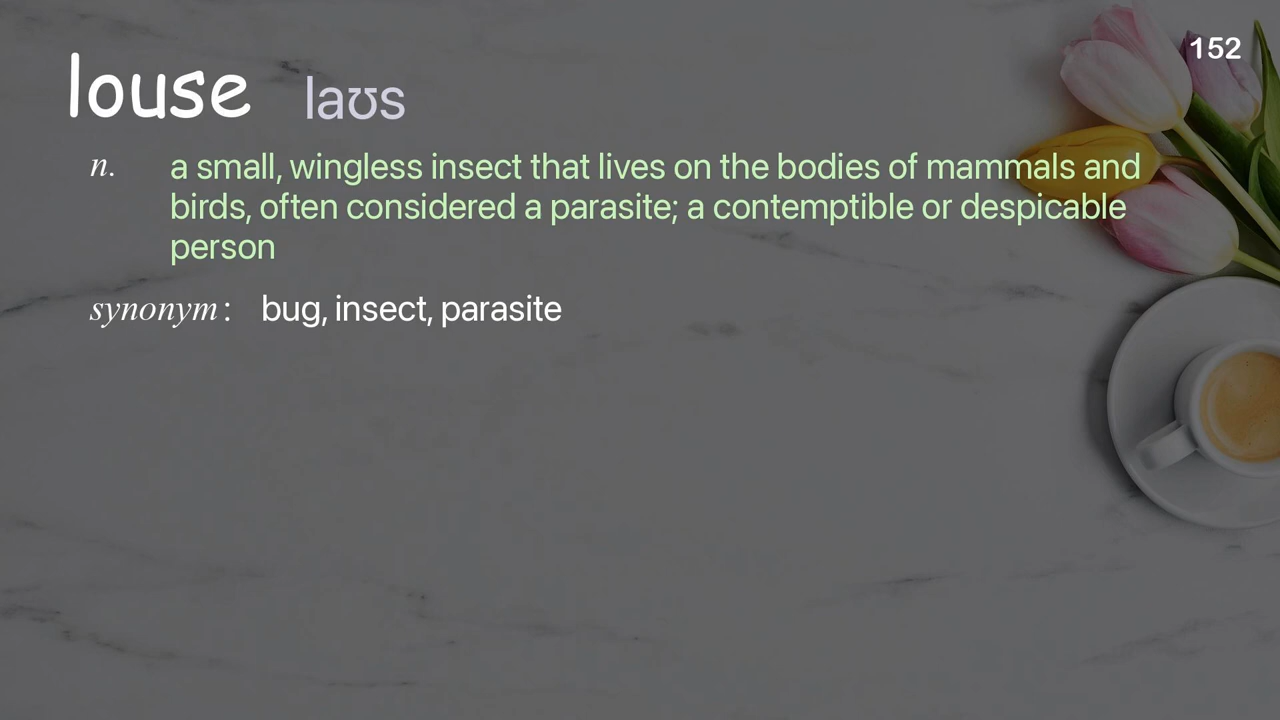 152
louse laʊs
n. a small, wingless insect that lives on the bodies of mammals and
birds, often considered a parasite; a contemptible or despicable
person
synonym: bug, insect, parasite